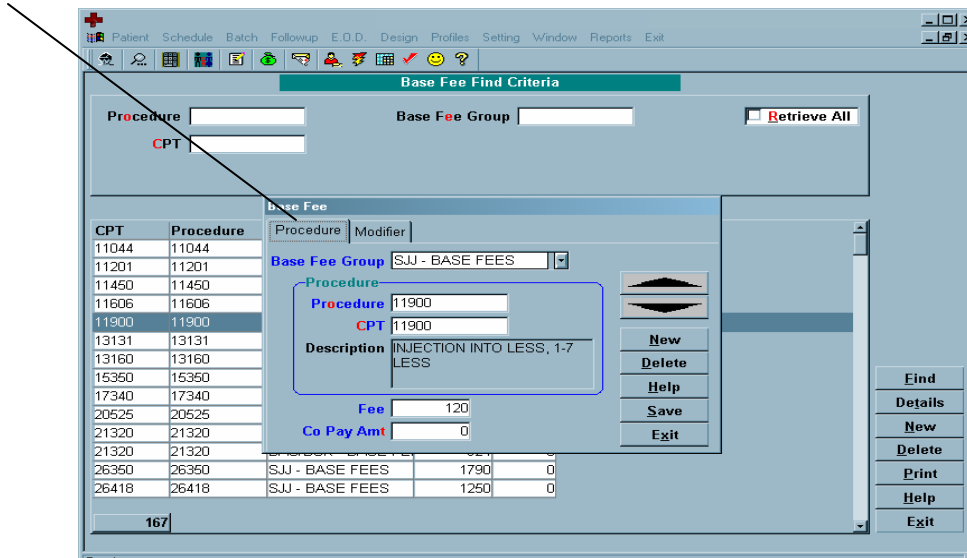 Patient Schedule Batch Followup E.O.D. Design Profiles Setting Window Reports Exit
Base Fee Find Criteria
Procedure Base Fee Group Retrieve All
CPT
Base Fee
Procedure Modifier
Base Fee Group SJJ - BASE FEES
Procedure
Procedure 11900
CPT 11900
Description INJECTION INTO LESS, 1-7
LESS
Fee 120
Co Pay Amt 0
New
Delete
Help
Save
Exit
CPT Procedure
11044 11044
11201 11201
11450 11450
11606 11606
11900 11900
13131 13131
13160 13160
15350 15350
17340 17340
20525 20525
21320 21320
21320 21320
26350 26350 SJJ - BASE FEES 1790 0
26418 26418 SJJ - BASE FEES 1250 0
167
Find
Details
New
Delete
Print
Help
Exit